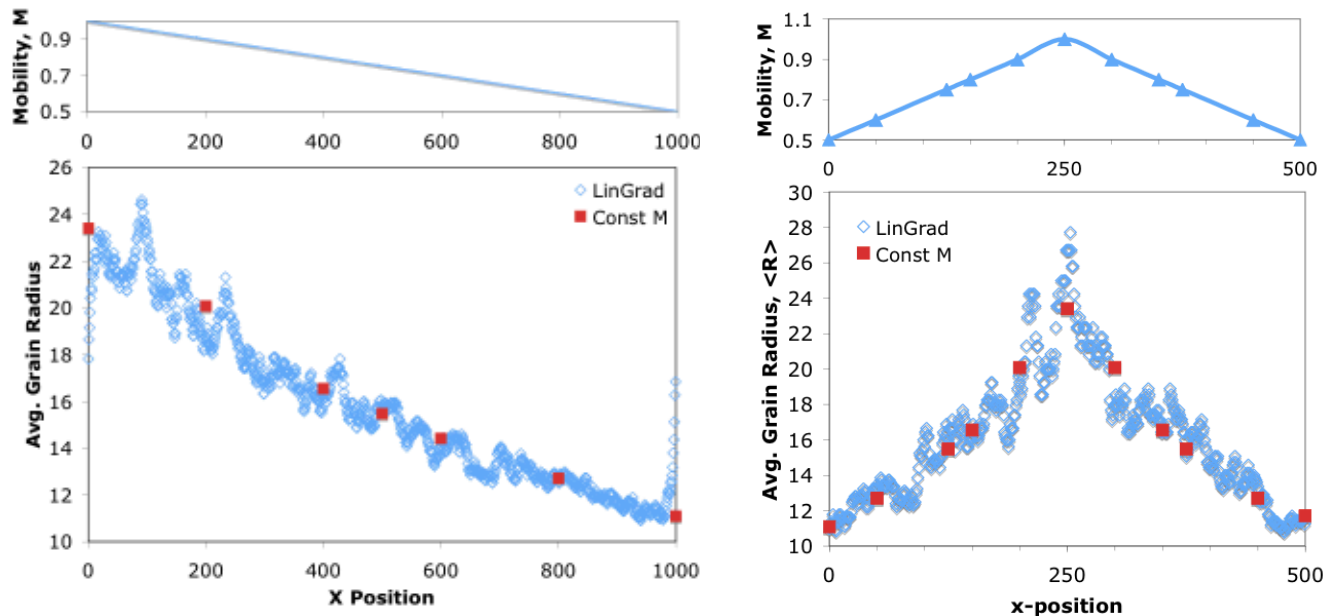 Mobility, M
0.9
0.7
0.5
0 200 400 600 800 1000
Avg. Grain Radius
26
24
22
20
18
16
14
12
10
LinGrad
Const M
0 200 400 600 800 1000
X Position
Mobility, M
1.1
0.9
0.7
0.5
0 250 500
Avg. Grain Radius, <R>
30
28
26
24
22
20
18
16
14
12
10
LinGrad
Const M
0 250 500
x-position